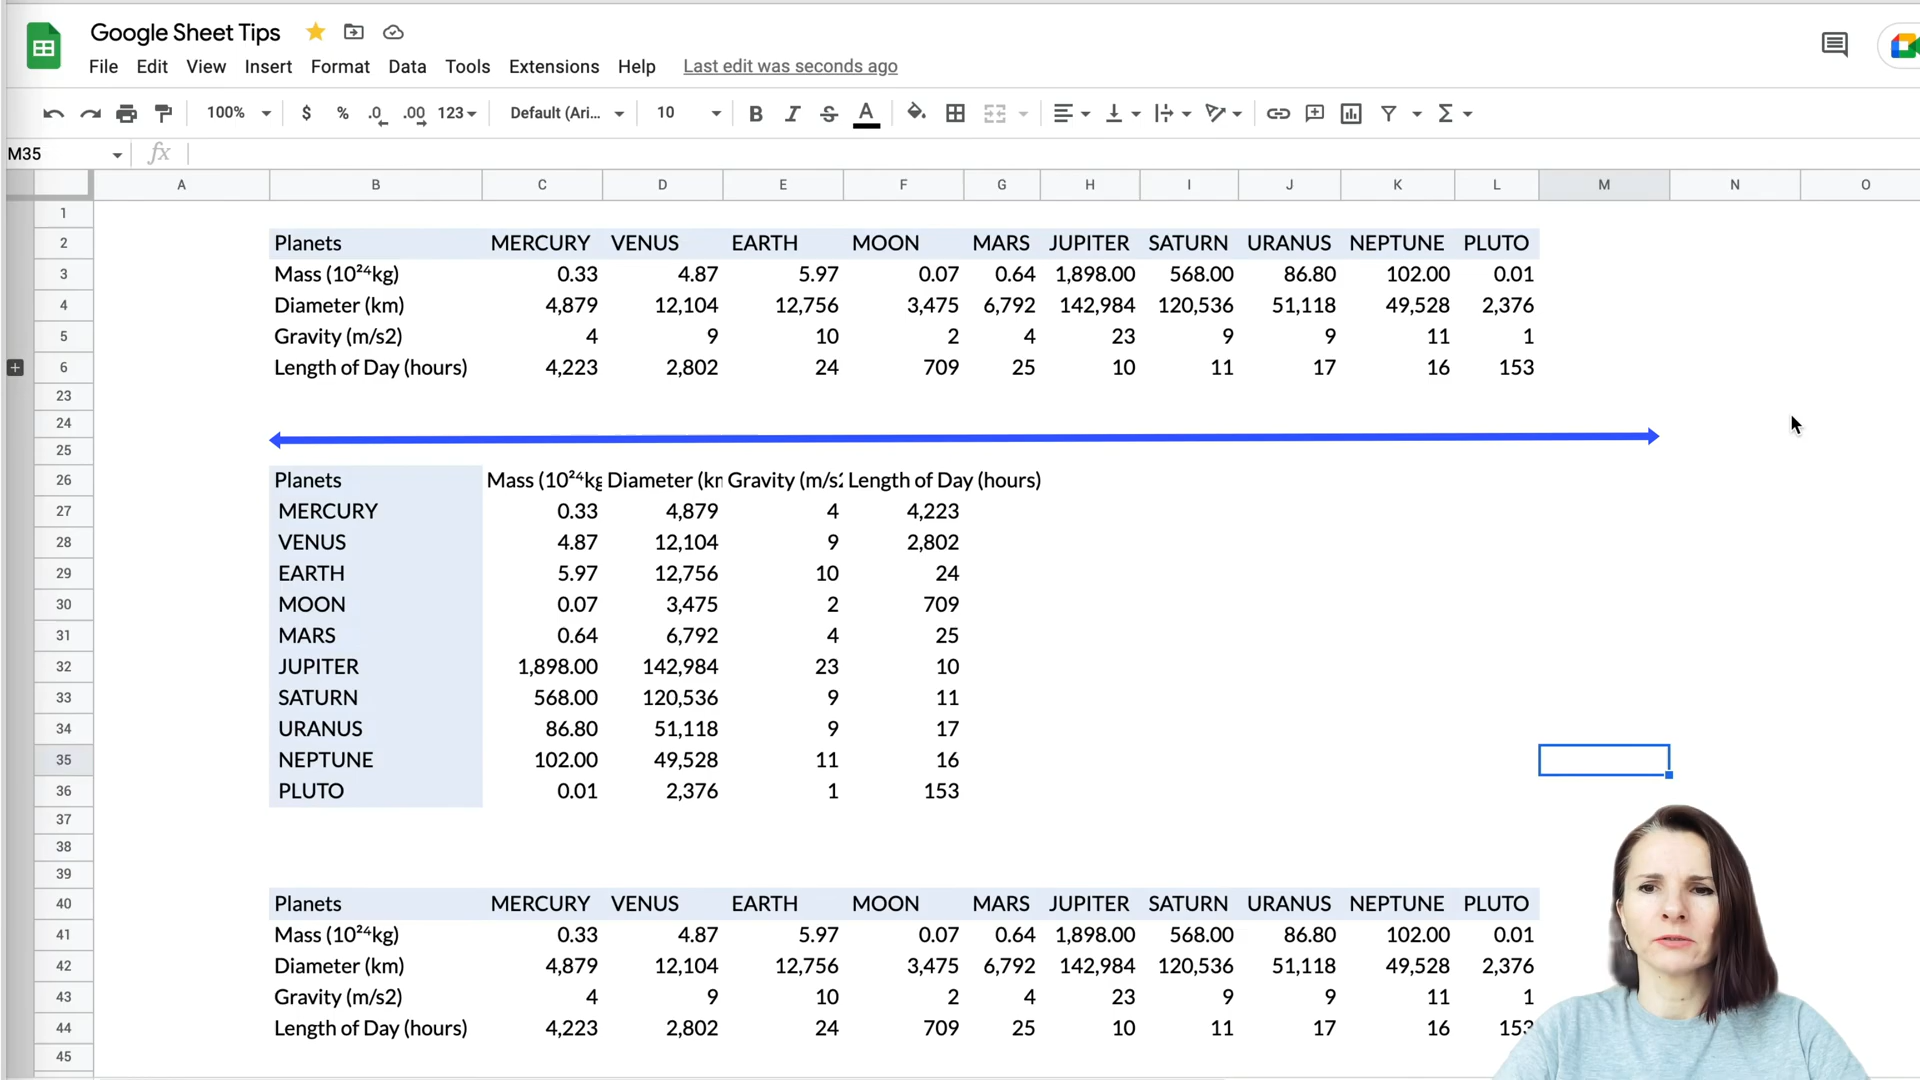 Google Sheet Tips
File Edit View Insert Format Data Tools Extensions Help Last edit was seconds ago
100% $ % .0 .00 123 Default (Ari... 10 B I S A Σ
M35 fx
A B C D E F G H I J K L M N O
1
2 Planets MERCURY VENUS EARTH MOON MARS JUPITER SATURN URANUS NEPTUNE PLUTO
3 Mass (10²⁴kg) 0.33 4.87 5.97 0.07 0.64 1,898.00 568.00 86.80 102.00 0.01
4 Diameter (km) 4,879 12,104 12,756 3,475 6,792 142,984 120,536 51,118 49,528 2,376
5 Gravity (m/s2) 4 9 10 2 4 23 9 9 11 1
6 Length of Day (hours) 4,223 2,802 24 709 25 10 11 17 16 153
23
24
25
26 Planets Mass (10²⁴kg Diameter (km Gravity (m/s2 Length of Day (hours)
27 MERCURY 0.33 4,879 4 4,223
28 VENUS 4.87 12,104 9 2,802
29 EARTH 5.97 12,756 10 24
30 MOON 0.07 3,475 2 709
31 MARS 0.64 6,792 4 25
32 JUPITER 1,898.00 142,984 23 10
33 SATURN 568.00 120,536 9 11
34 URANUS 86.80 51,118 9 17
35 NEPTUNE 102.00 49,528 11 16
36 PLUTO 0.01 2,376 1 153
37
38
39
40 Planets MERCURY VENUS EARTH MOON MARS JUPITER SATURN URANUS NEPTUNE PLUTO
41 Mass (10²⁴kg) 0.33 4.87 5.97 0.07 0.64 1,898.00 568.00 86.80 102.00 0.01
42 Diameter (km) 4,879 12,104 12,756 3,475 6,792 142,984 120,536 51,118 49,528 2,376
43 Gravity (m/s2) 4 9 10 2 4 23 9 9 11 1
44 Length of Day (hours) 4,223 2,802 24 709 25 10 11 17 16 153
45